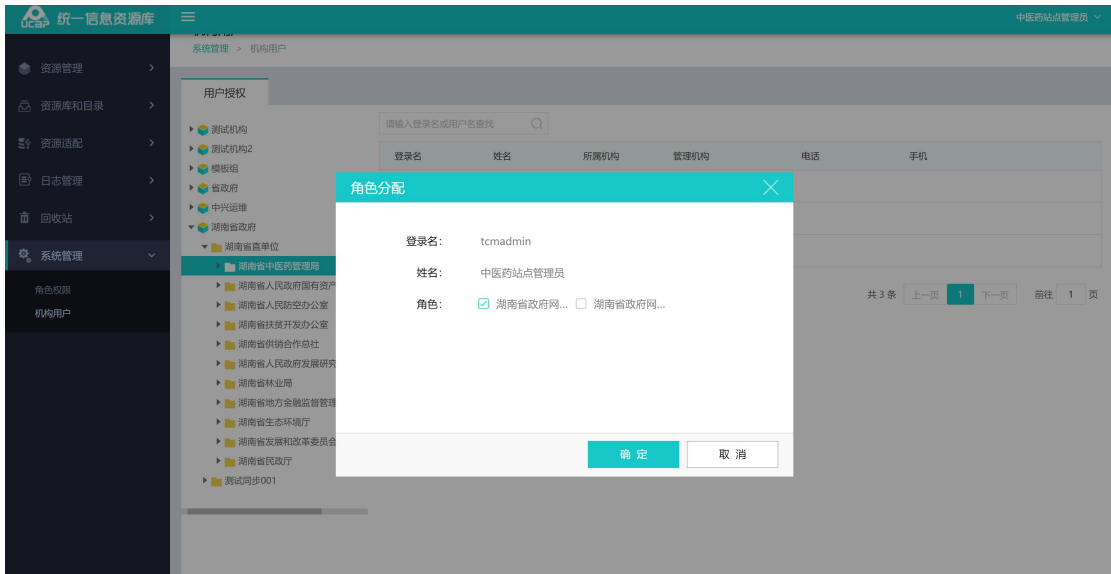 ucap 统一信息资源库
中医药站点管理员
系统管理 > 机构用户
资源管理
资源库和目录
资源适配
日志管理
回收站
系统管理
角色权限
机构用户
用户授权
测试机构
测试机构2
模板组
省政府
中兴运维
湖南省政府
湖南省直单位
湖南省中医药管理局
湖南省人民政府国有资产
湖南省人民防空办公室
湖南省扶贫开发办公室
湖南省供销合作总社
湖南省人民政府发展研究
湖南省林业局
湖南省地方金融监督管理
湖南省生态环境厅
湖南省发展和改革委员会
湖南省民政厅
测试同步001
请输入登录名或用户名查找
登录名 姓名 所属机构 管理机构 电话 手机
角色分配
登录名: tcmadmin
姓名: 中医药站点管理员
角色: 湖南省政府网... 湖南省政府网...
确 定 取 消
共 3 条 上一页 1 下一页 前往 1 页